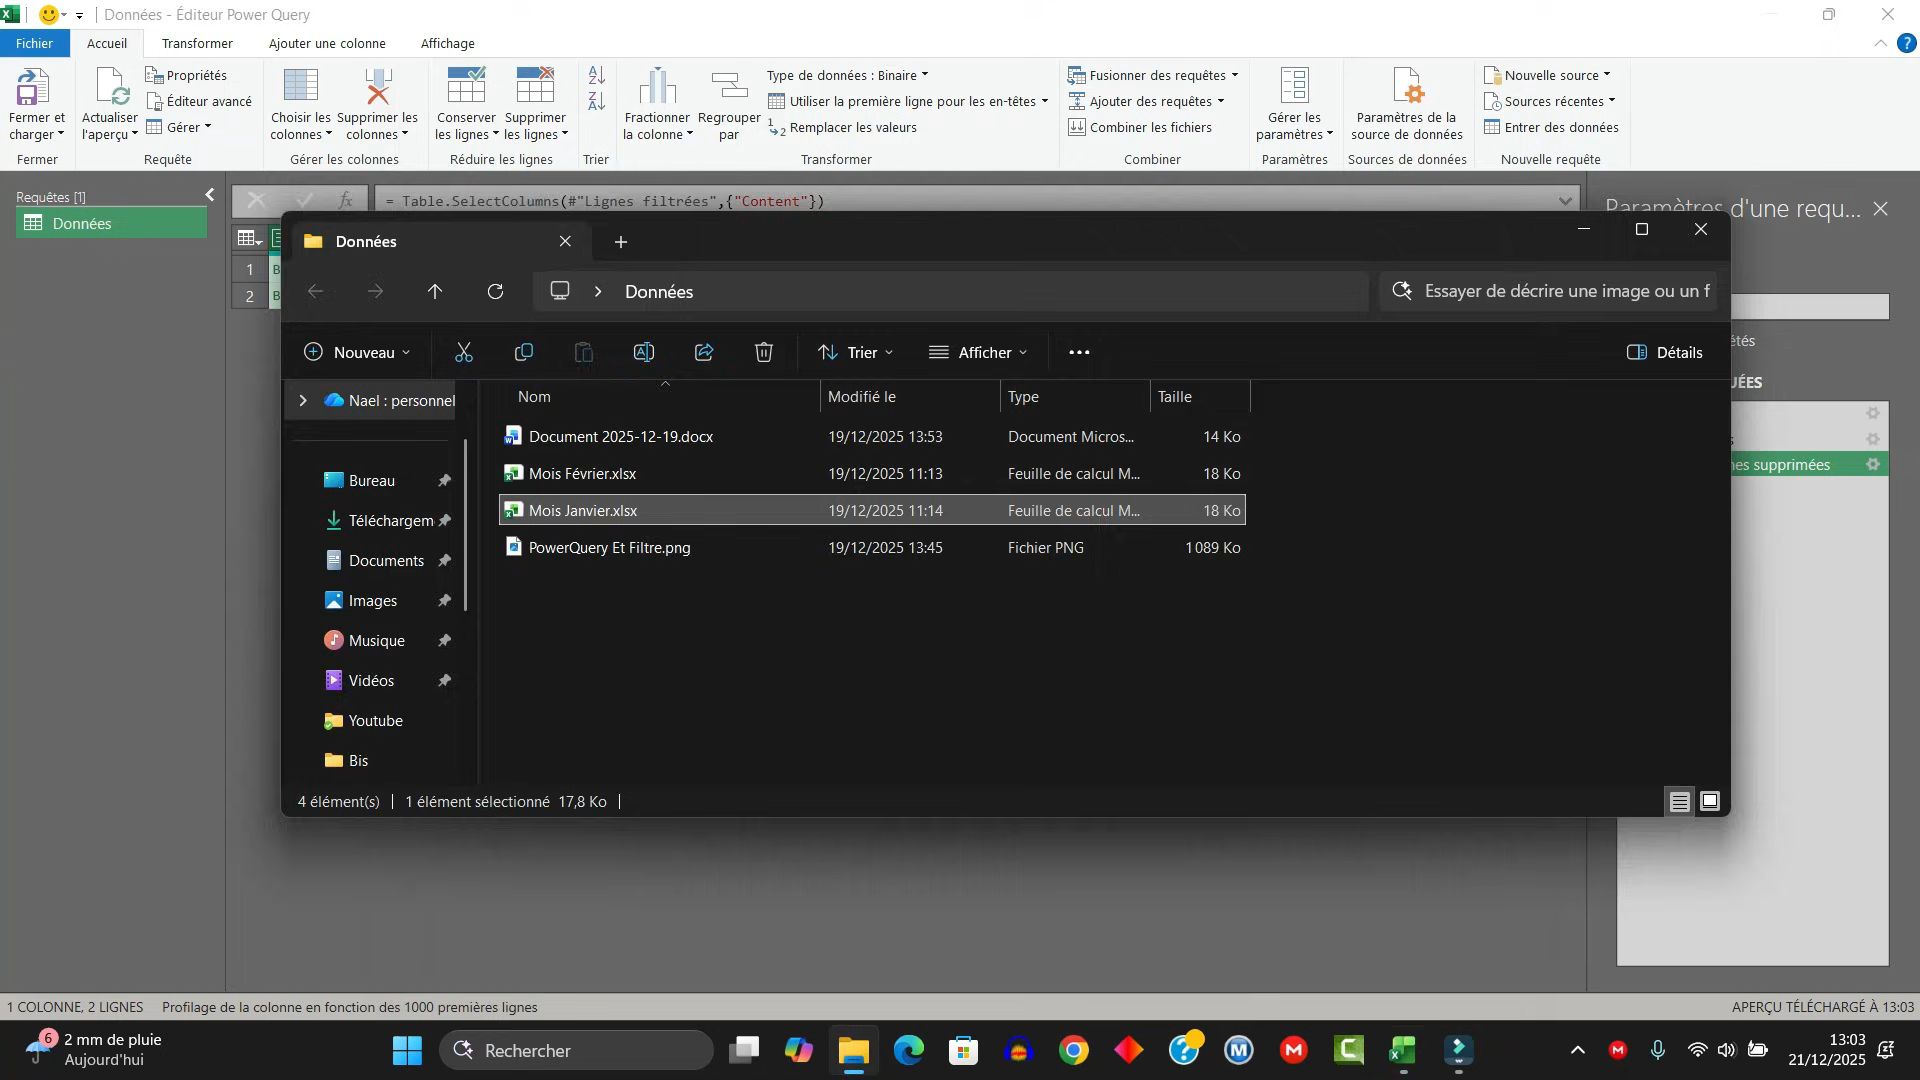 Données - Éditeur Power Query
Fichier Accueil Transformer Ajouter une colonne Affichage
Fermer et charger
Fermer
Actualiser l'aperçu
Propriétés
Éditeur avancé
Gérer
Requête
Choisir les colonnes
Supprimer les colonnes
Gérer les colonnes
Conserver les lignes
Supprimer les lignes
Réduire les lignes
Trier
Fractionner la colonne
Regrouper par
Type de données : Binaire
Utiliser la première ligne pour les en-têtes
Remplacer les valeurs
Transformer
Fusionner des requêtes
Ajouter des requêtes
Combiner les fichiers
Combiner
Gérer les paramètres
Paramètres
Paramètres de la source de données
Sources de données
Nouvelle source
Sources récentes
Entrer des données
Nouvelle requête
Requêtes [1]
Données
fx
= Table.SelectColumns(#"Lignes filtrées",{"Content"})
1 B
2 B
Paramètres d'une requ...
étés
UÉES
s
nes supprimées
Données
Données
Essayer de décrire une image ou un f
Nouveau
Trier
Afficher
Détails
Nael : personnel
Bureau
Téléchargem
Documents
Images
Musique
Vidéos
Youtube
Bis
Nom Modifié le Type Taille
Document 2025-12-19.docx 19/12/2025 13:53 Document Micros... 14 Ko
Mois Février.xlsx 19/12/2025 11:13 Feuille de calcul M... 18 Ko
Mois Janvier.xlsx 19/12/2025 11:14 Feuille de calcul M... 18 Ko
PowerQuery Et Filtre.png 19/12/2025 13:45 Fichier PNG 1 089 Ko
4 élément(s) 1 élément sélectionné 17,8 Ko
1 COLONNE, 2 LIGNES Profilage de la colonne en fonction des 1000 premières lignes
APERÇU TÉLÉCHARGÉ À 13:03
6
2 mm de pluie
Aujourd'hui
Rechercher
13:03
21/12/2025